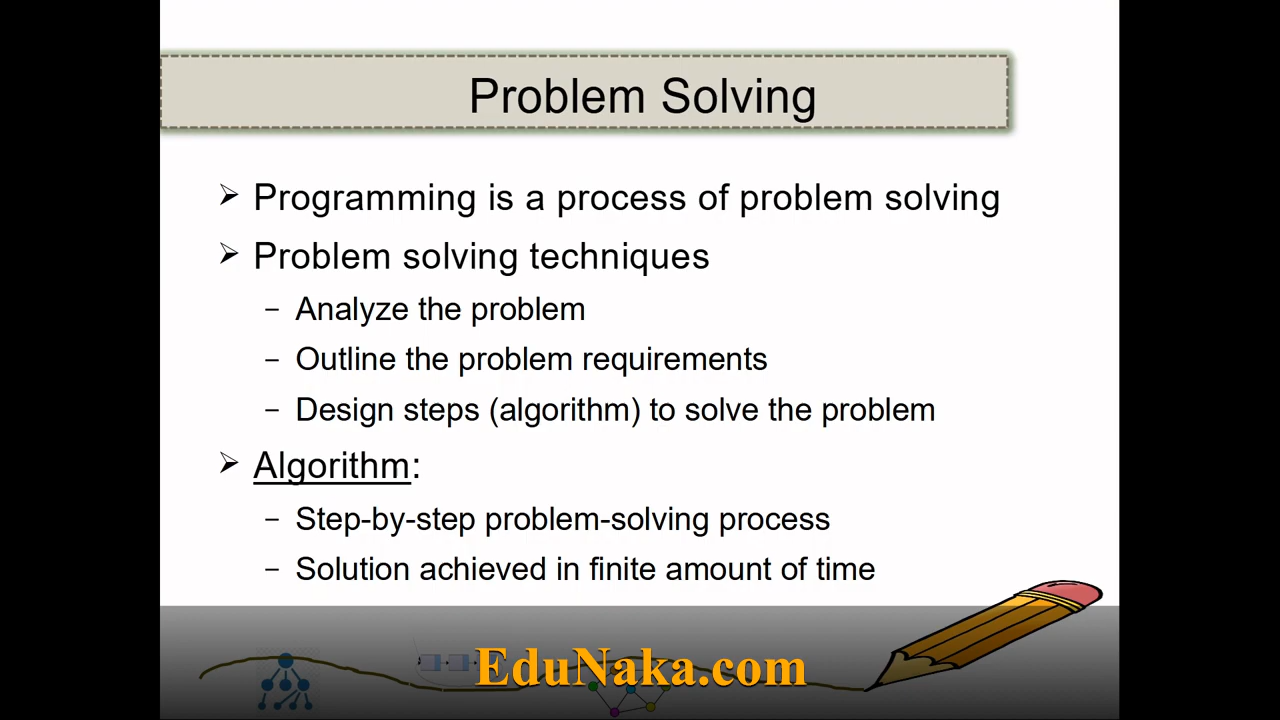 Problem Solving
➢ Programming is a process of problem solving
➢ Problem solving techniques
– Analyze the problem
– Outline the problem requirements
– Design steps (algorithm) to solve the problem
➢ Algorithm:
– Step-by-step problem-solving process
– Solution achieved in finite amount of time
EduNaka.com